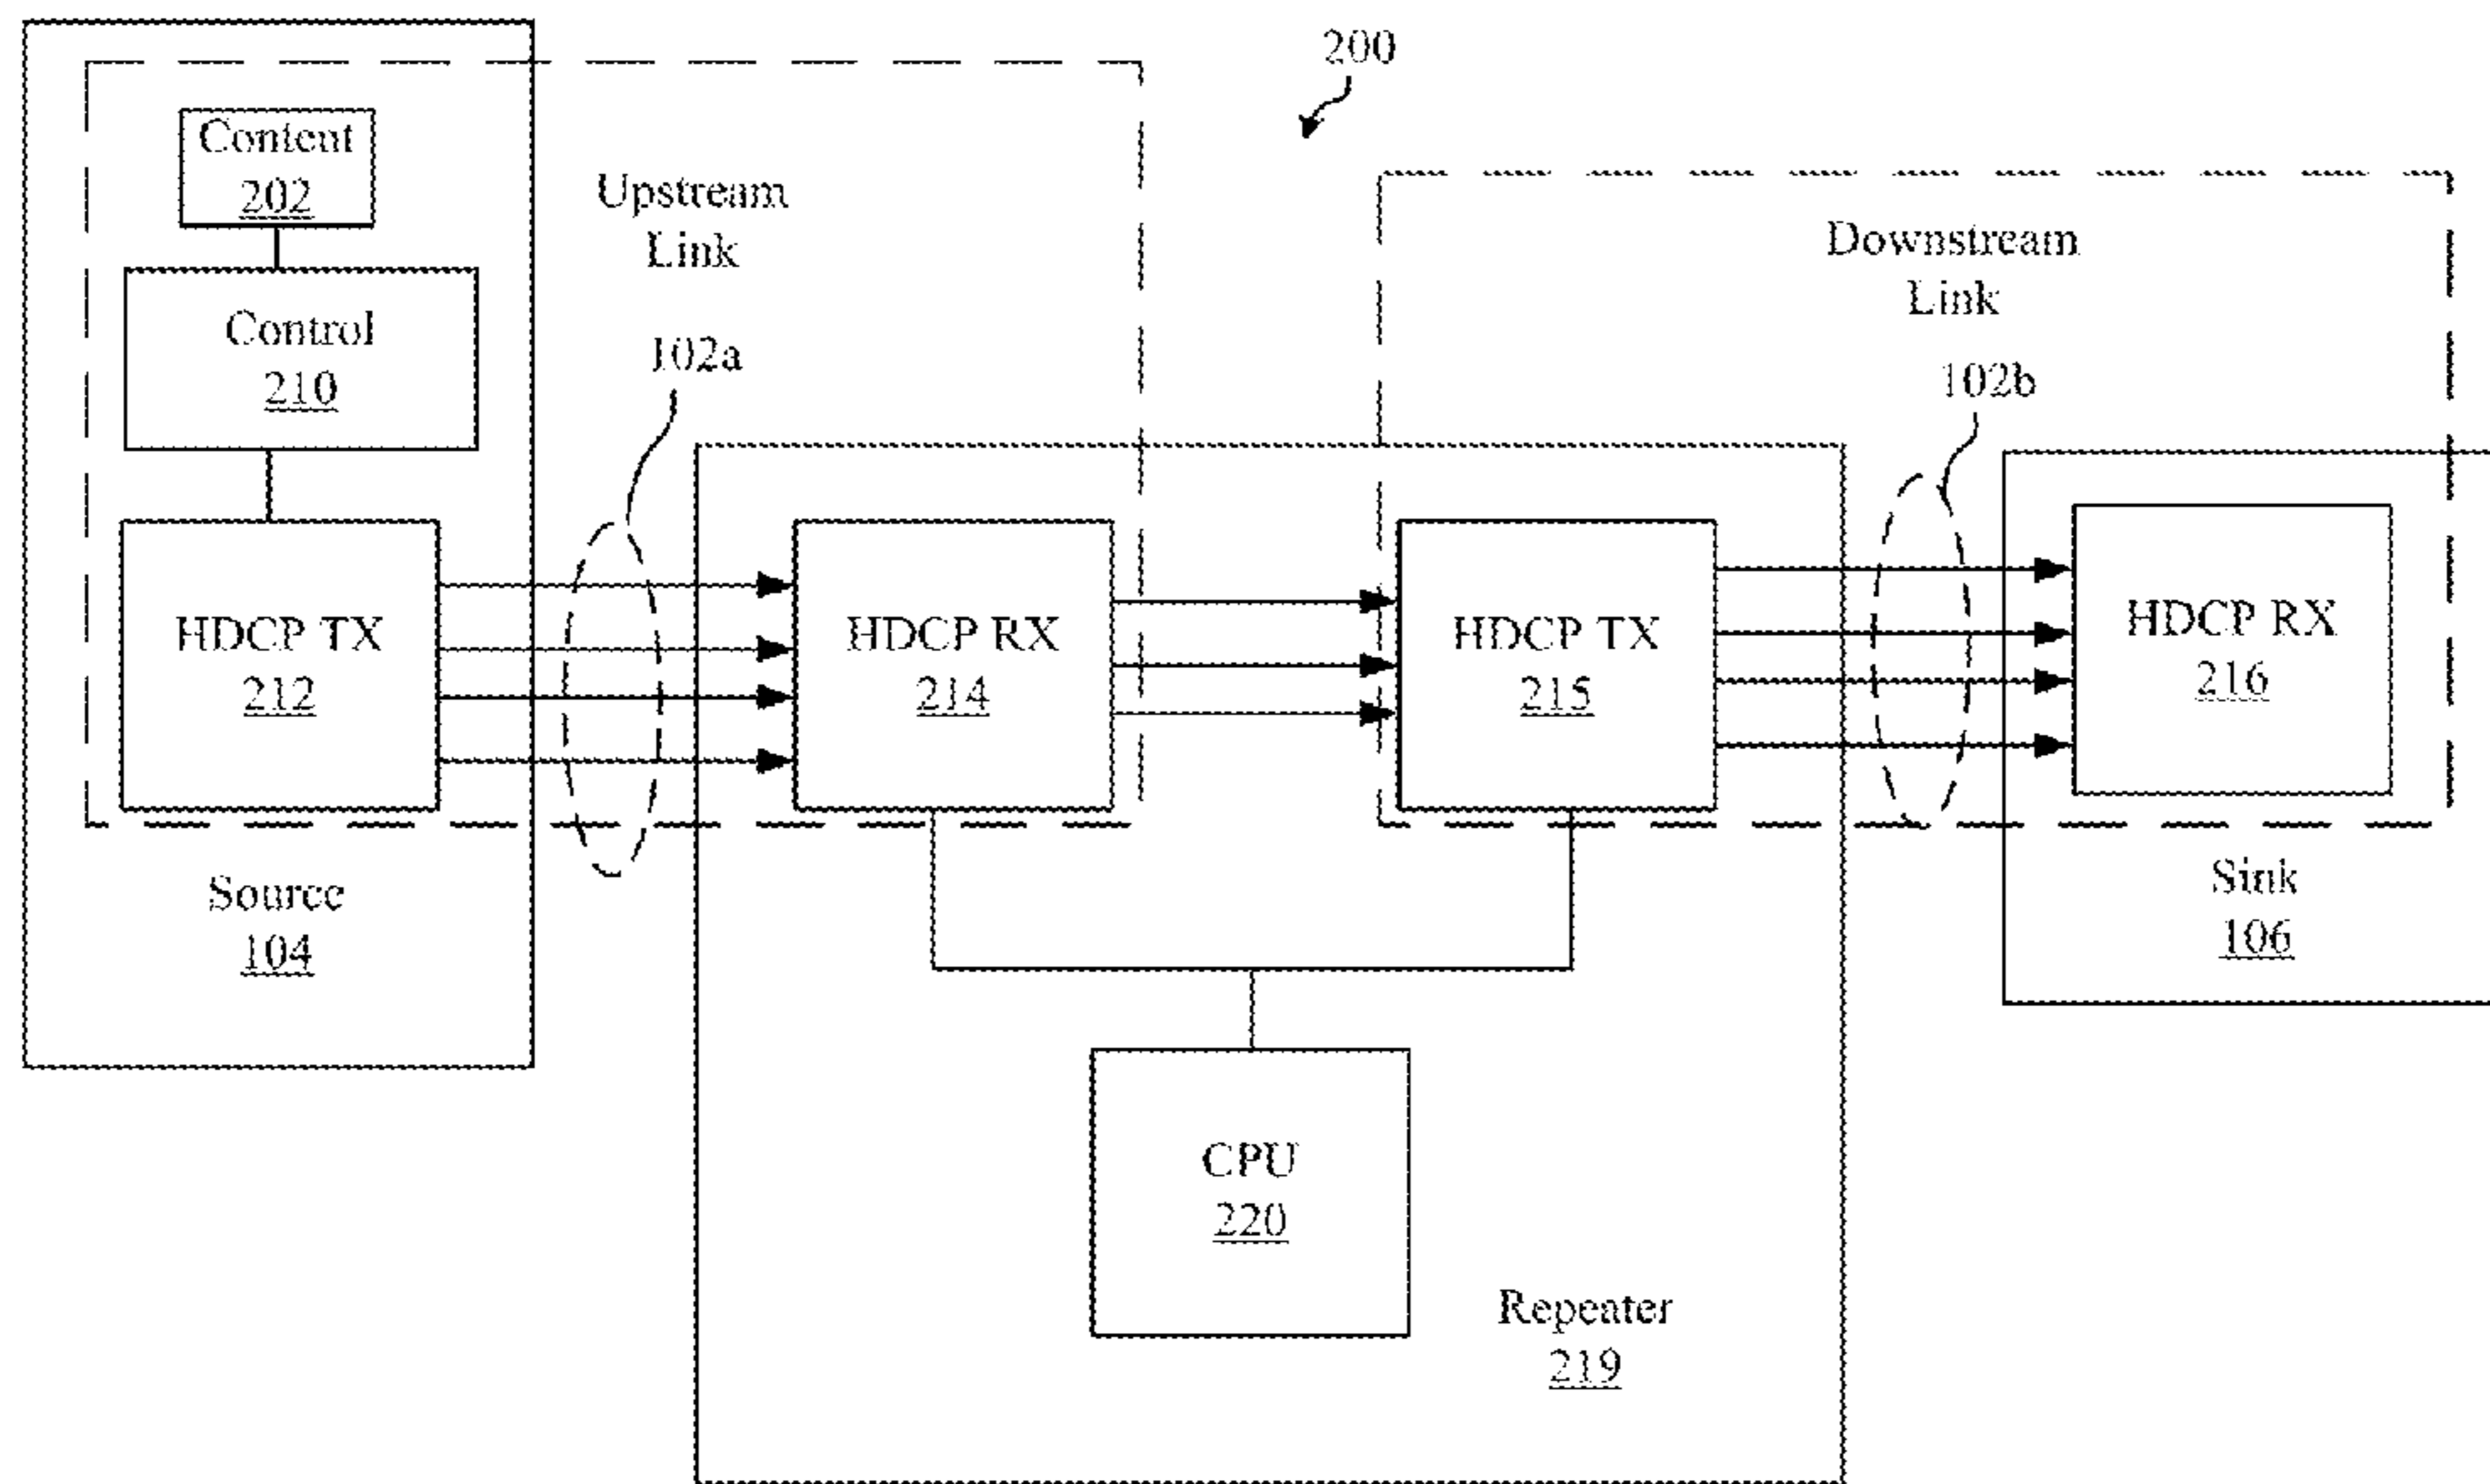 200
Content
202
Upstream
Link
Downstream
Link
Control
210
102a
102b
HDCP TX
212
HDCP RX
214
HDCP TX
215
HDCP RX
216
Source
104
Sink
106
CPU
220
Repeater
219